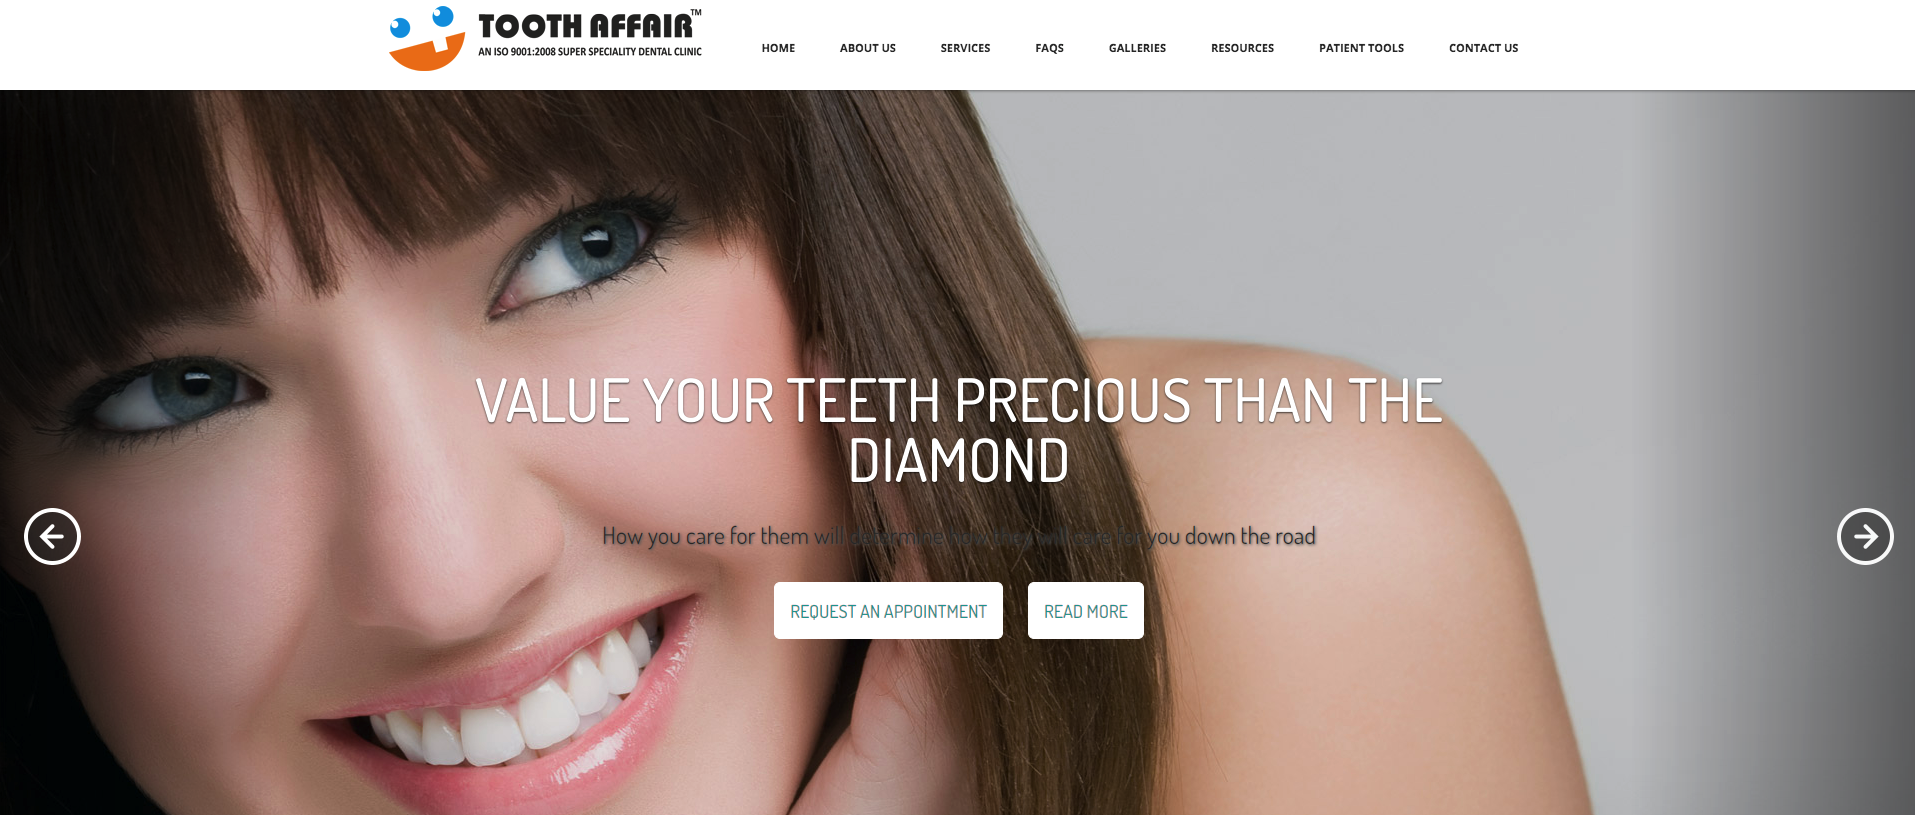 TOOTH AFFAIR™
AN ISO 9001:2008 SUPER SPECIALITY DENTAL CLINIC
HOME ABOUT US SERVICES FAQS GALLERIES RESOURCES PATIENT TOOLS CONTACT US
VALUE YOUR TEETH PRECIOUS THAN THE
DIAMOND
How you care for them will determine how they will care for you down the road
REQUEST AN APPOINTMENT READ MORE